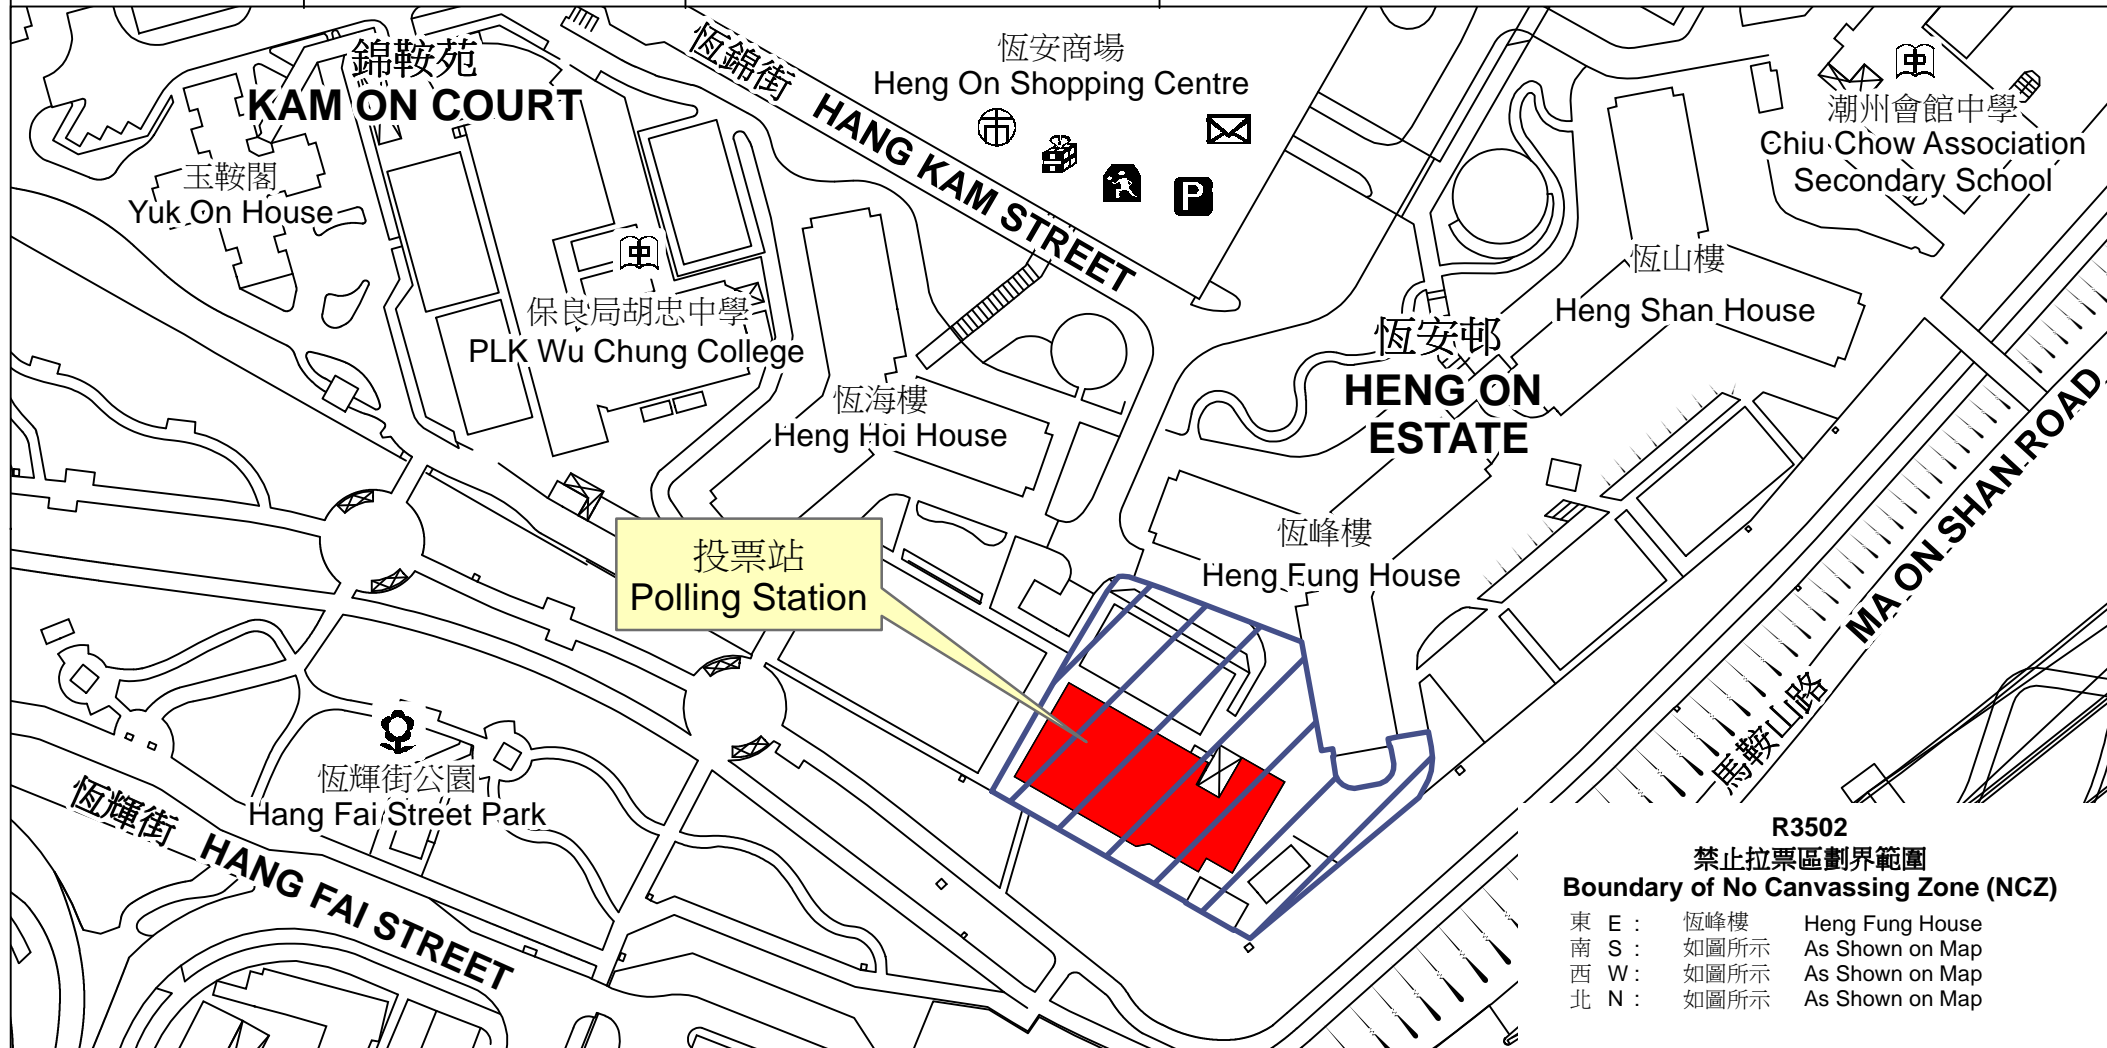 錦鞍苑
KAM ON COURT
玉鞍閣
Yuk On House
恆錦街 HANG KAM STREET
恆安商場
Heng On Shopping Centre
P
中
潮州會館中學
Chiu Chow Association
Secondary School
中
保良局胡忠中學
PLK Wu Chung College
恆山樓
Heng Shan House
恆安邨
HENG ON
ESTATE
恆海樓
Heng Hoi House
恆峰樓
Heng Fung House
投票站
Polling Station
馬鞍山路 MA ON SHAN ROAD
恆輝街公園
Hang Fai Street Park
恆輝街 HANG FAI STREET
R3502
禁止拉票區劃界範圍
Boundary of No Canvassing Zone (NCZ)
東 E : 恆峰樓 Heng Fung House
南 S : 如圖所示 As Shown on Map
西 W : 如圖所示 As Shown on Map
北 N : 如圖所示 As Shown on Map